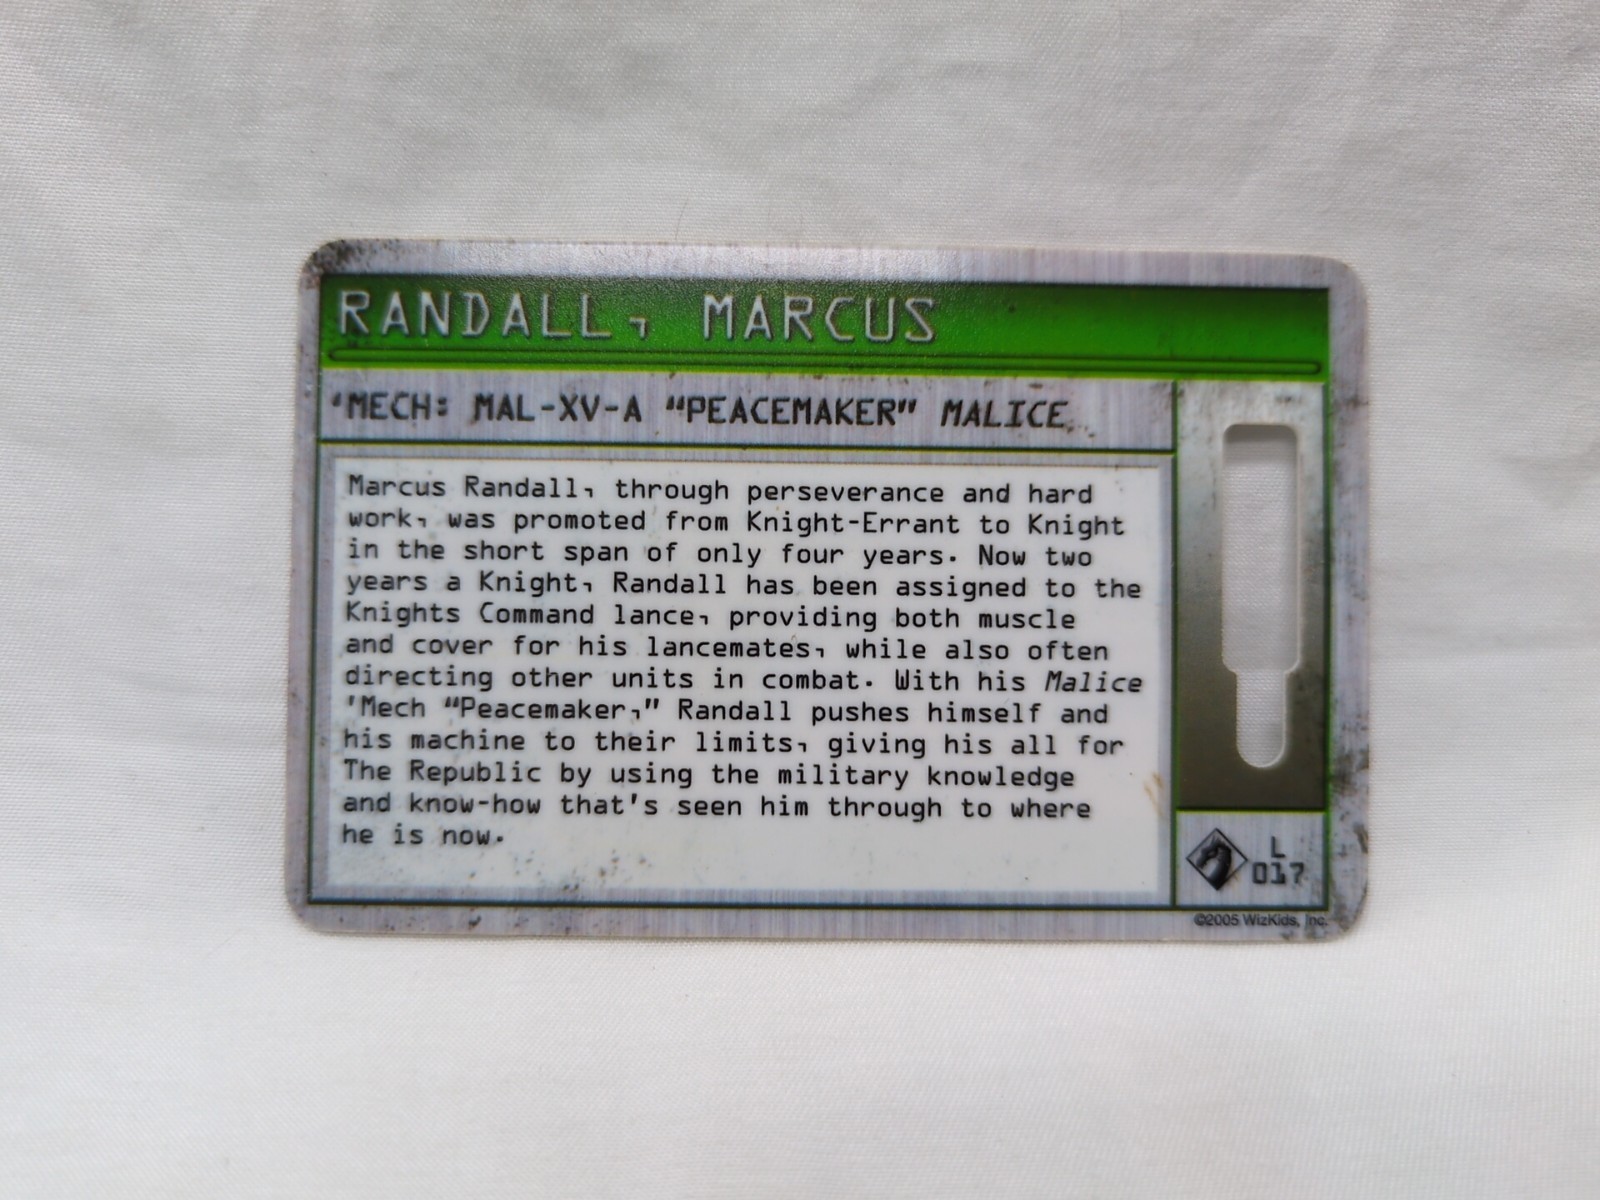 RANDALL, MARCUS
'MECH: MAL-XV-A “PEACEMAKER” MALICE
Marcus Randall, through perseverance and hard
work, was promoted from Knight-Errant to Knight
in the short span of only four years. Now two
years a Knight, Randall has been assigned to the
Knights Command lance, providing both muscle
and cover for his lancemates, while also often
directing other units in combat. With his Malice
'Mech “Peacemaker,” Randall pushes himself and
his machine to their limits, giving his all for
The Republic by using the military knowledge
and know-how that's seen him through to where
he is now.
L
017
©2005 WizKids, Inc.